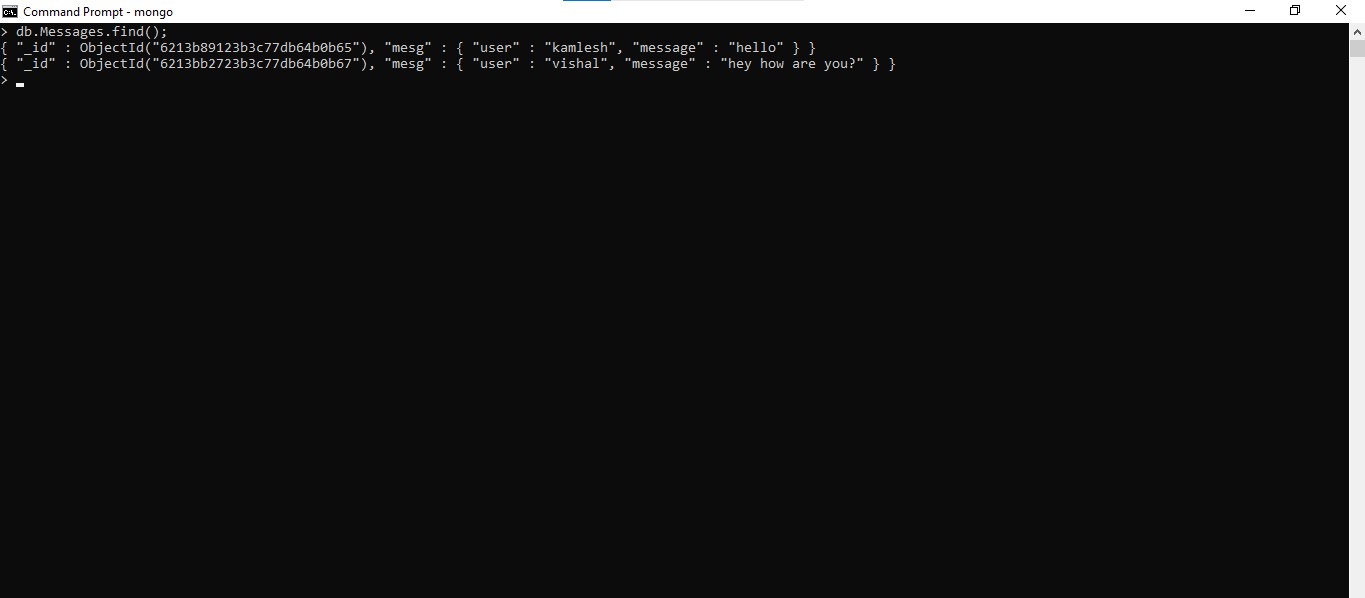 Command Prompt - mongo
> db.Messages.find();
{ "_id" : ObjectId("6213b89123b3c77db64b0b65"), "mesg" : { "user" : "kamlesh", "message" : "hello" } }
{ "_id" : ObjectId("6213bb2723b3c77db64b0b67"), "mesg" : { "user" : "vishal", "message" : "hey how are you?" } }
>